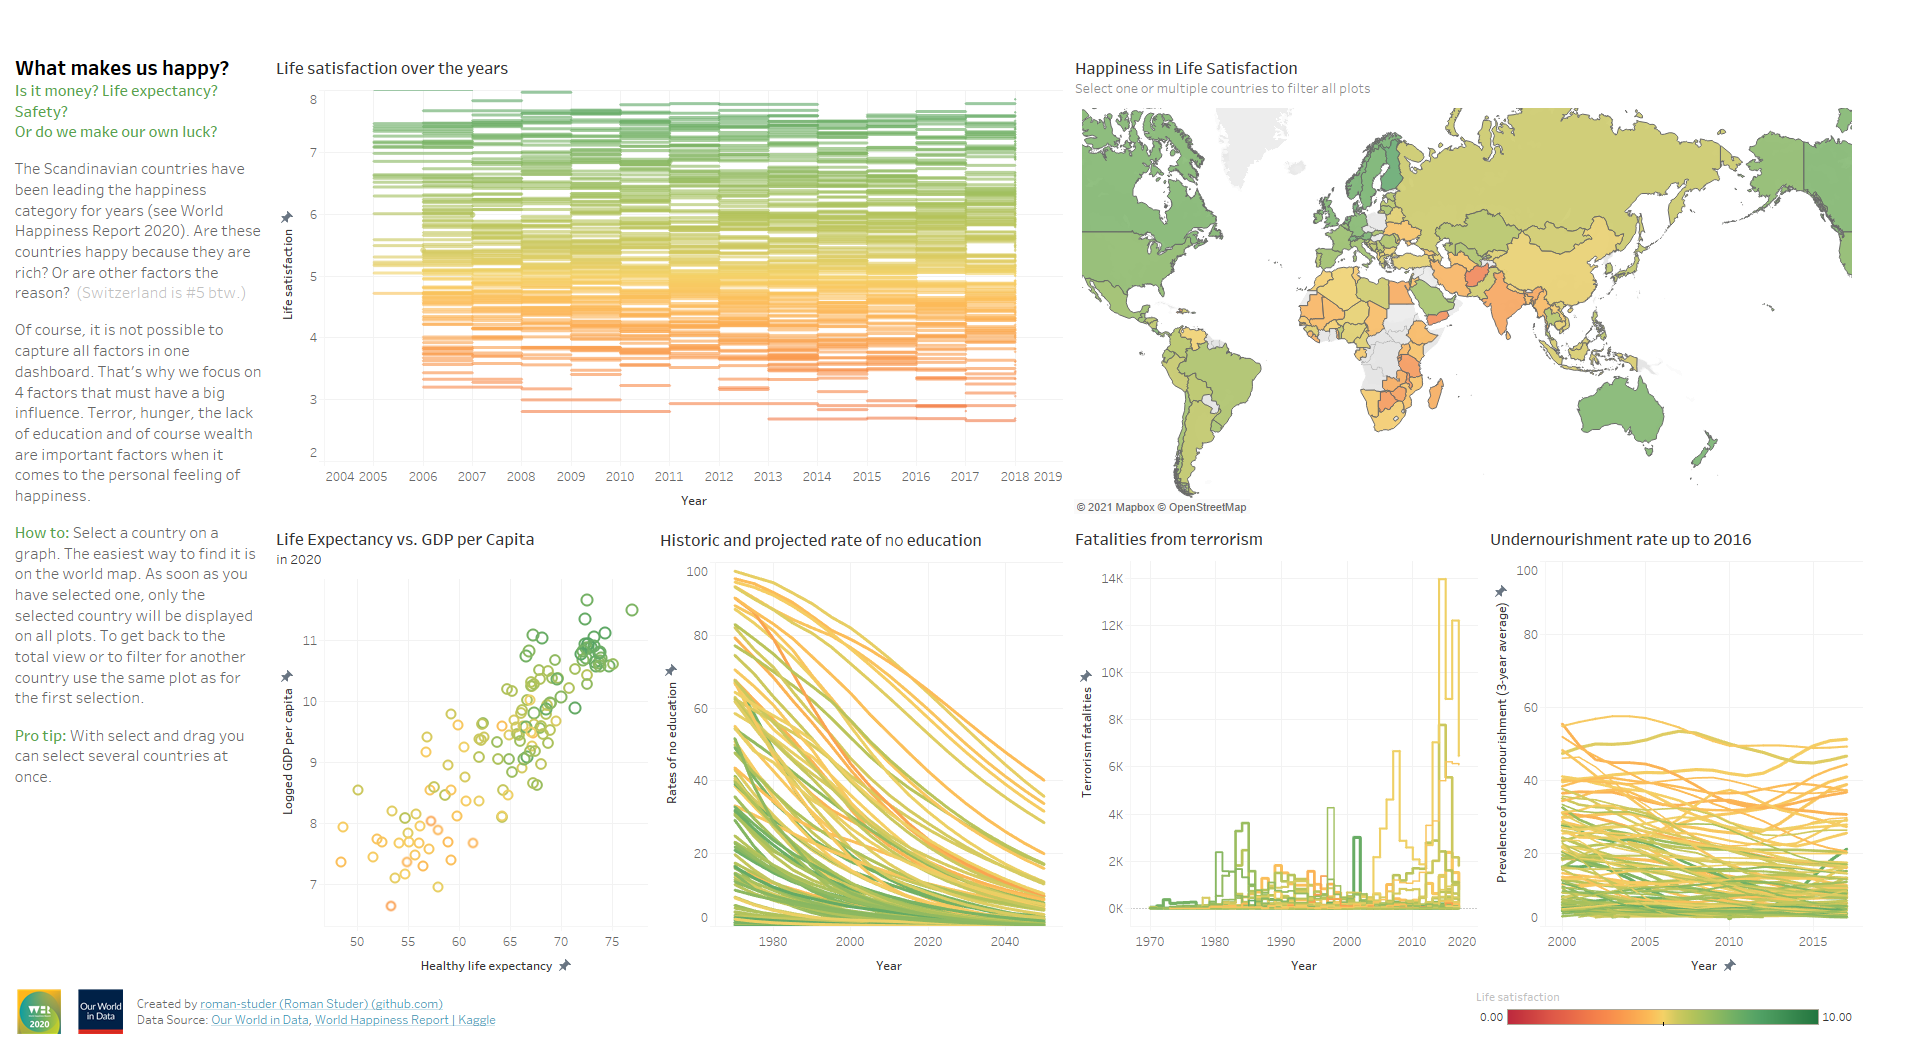 What makes us happy?
Is it money? Life expectancy?
Safety?
Or do we make our own luck?
The Scandinavian countries have
been leading the happiness
category for years (see World
Happiness Report 2020). Are these
countries happy because they are
rich? Or are other factors the
reason? (Switzerland is #5 btw.)
Of course, it is not possible to
capture all factors in one
dashboard. That's why we focus on
4 factors that must have a big
influence. Terror, hunger, the lack
of education and of course wealth
are important factors when it
comes to the personal feeling of
happiness.
How to: Select a country on a
graph. The easiest way to find it is
on the world map. As soon as you
have selected one, only the
selected country will be displayed
on all plots. To get back to the
total view or to filter for another
country use the same plot as for
the first selection.
Pro tip: With select and drag you
can select several countries at
once.
Life satisfaction over the years
8
7
6
5
4
3
2
Life satisfaction
2004 2005 2006 2007 2008 2009 2010 2011 2012 2013 2014 2015 2016 2017 2018 2019
Year
Happiness in Life Satisfaction
Select one or multiple countries to filter all plots
© 2021 Mapbox © OpenStreetMap
Life Expectancy vs. GDP per Capita
in 2020
11
10
9
8
7
Logged GDP per capita
50 55 60 65 70 75
Healthy life expectancy
Historic and projected rate of no education
100
80
60
40
20
0
Rates of no education
1980 2000 2020 2040
Year
Fatalities from terrorism
14K
12K
10K
8K
6K
4K
2K
0K
Terrorism fatalities
1970 1980 1990 2000 2010 2020
Year
Undernourishment rate up to 2016
100
80
60
40
20
0
Prevalence of undernourishment (3-year average)
2000 2005 2010 2015
Year
WHR
2020
Our World
in Data
Created by roman-studer (Roman Studer) (github.com)
Data Source: Our World in Data, World Happiness Report | Kaggle
Life satisfaction
0.00 10.00